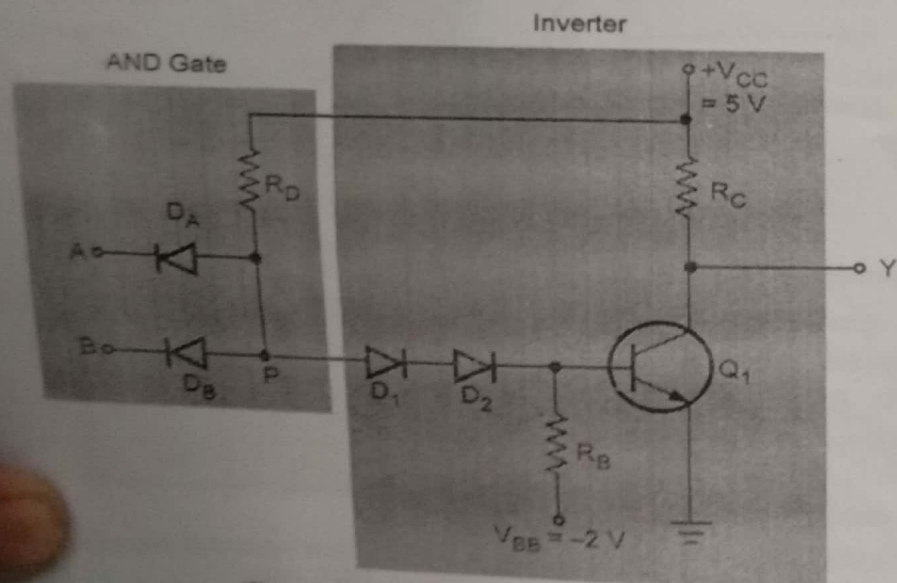 Inverter
AND Gate
+VCC
= 5 V
RD
RC
DA
A
Y
B
DB
P
D1
D2
Q1
RB
VBB = -2 V